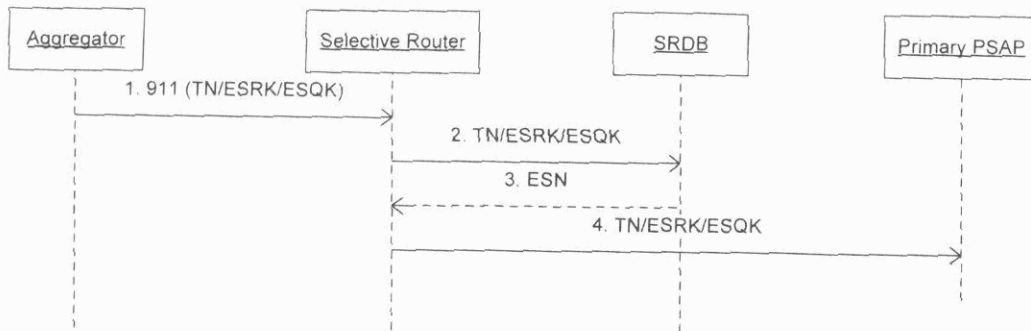 Aggregator
Selective Router
SRDB
Primary PSAP
1. 911 (TN/ESRK/ESQK)
2. TN/ESRK/ESQK
3. ESN
4. TN/ESRK/ESQK